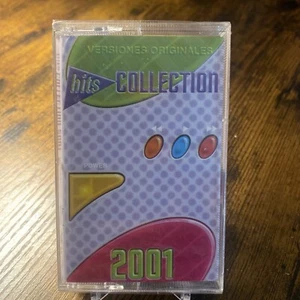 VERSIONES ORIGINALES
hits COLLECTION
2001